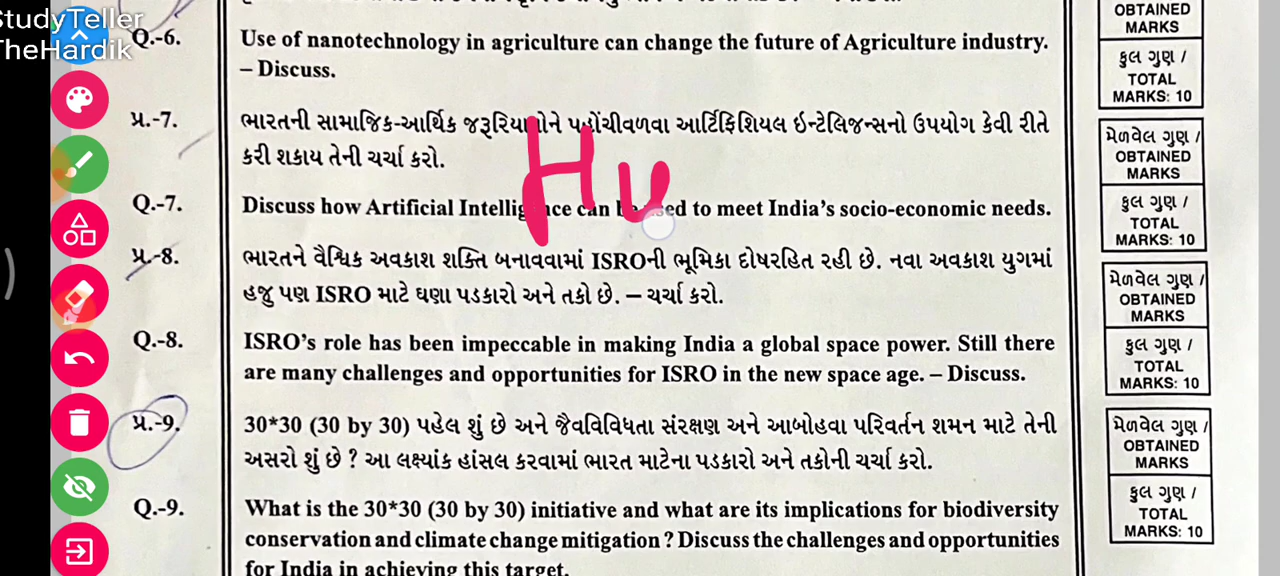 StudyTeller
TheHardik
Q.-6. Use of nanotechnology in agriculture can change the future of Agriculture industry.
– Discuss.
પ્ર.-7. ભારતની સામાજિક-આર્થિક જરૂરિયાતોને પહોંચીવળવા આર્ટિફિશિયલ ઇન્ટેલિજન્સનો ઉપયોગ કેવી રીતે
કરી શકાય તેની ચર્ચા કરો.
Hu
Q.-7. Discuss how Artificial Intelligence can be used to meet India's socio-economic needs.
પ્ર.-8. ભારતને વૈશ્વિક અવકાશ શક્તિ બનાવવામાં ISROની ભૂમિકા દોષરહિત રહી છે. નવા અવકાશ યુગમાં
હજુ પણ ISRO માટે ઘણા પડકારો અને તકો છે. – ચર્ચા કરો.
Q.-8. ISRO's role has been impeccable in making India a global space power. Still there
are many challenges and opportunities for ISRO in the new space age. – Discuss.
પ્ર.-9. 30*30 (30 by 30) પહેલ શું છે અને જૈવવિવિધતા સંરક્ષણ અને આબોહવા પરિવર્તન શમન માટે તેની
અસરો શું છે ? આ લક્ષ્યાંક હાંસલ કરવામાં ભારત માટેના પડકારો અને તકોની ચર્ચા કરો.
Q.-9. What is the 30*30 (30 by 30) initiative and what are its implications for biodiversity
conservation and climate change mitigation ? Discuss the challenges and opportunities
for India in achieving this target.
OBTAINED
MARKS
કુલ ગુણ /
TOTAL
MARKS: 10
મેળવેલ ગુણ /
OBTAINED
MARKS
કુલ ગુણ /
TOTAL
MARKS: 10
મેળવેલ ગુણ /
OBTAINED
MARKS
કુલ ગુણ /
TOTAL
MARKS: 10
મેળવેલ ગુણ /
OBTAINED
MARKS
કુલ ગુણ /
TOTAL
MARKS: 10